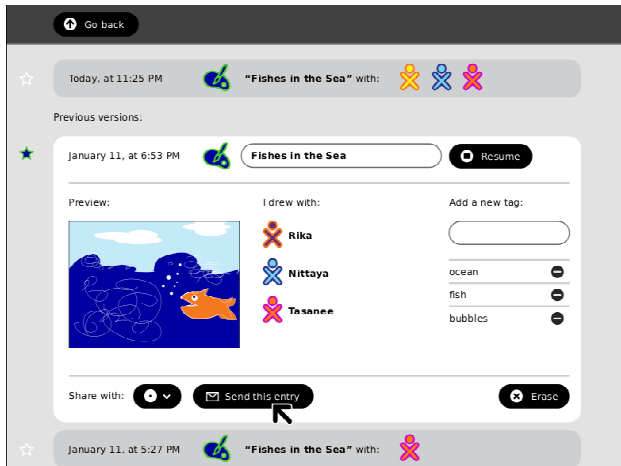 Go back
Today, at 11:25 PM "Fishes in the Sea" with:
Previous versions:
January 11, at 6:53 PM Fishes in the Sea Resume
Preview: I drew with: Add a new tag:
Rika
Nittaya
Tasanee
ocean
fish
bubbles
Share with: Send this entry Erase
January 11, at 5:27 PM "Fishes in the Sea" with: